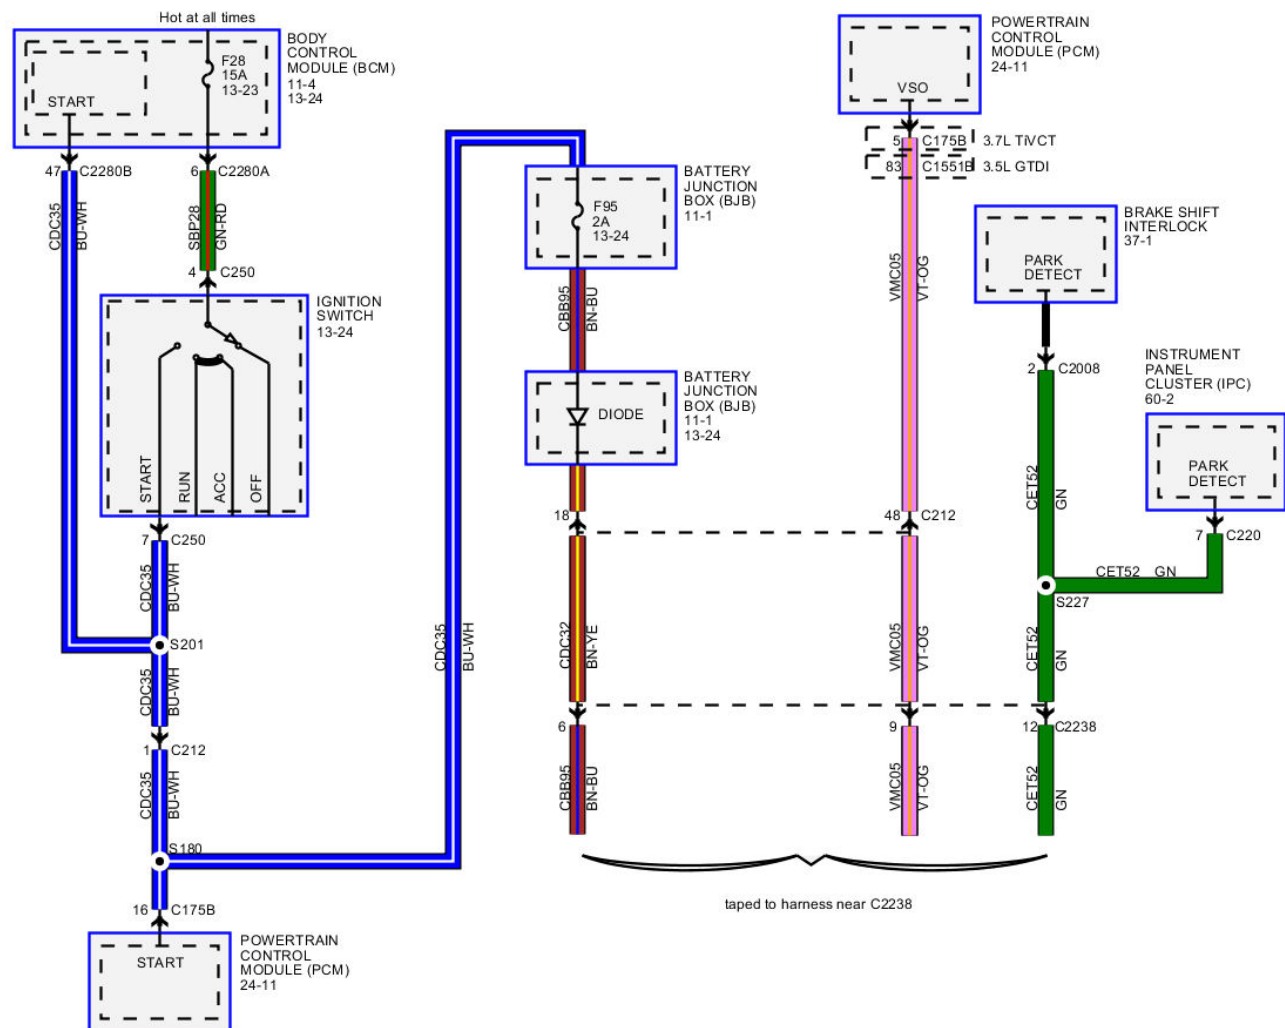 Hot at all times
BODY
CONTROL
MODULE (BCM)
11-4
13-24
F28
15A
13-23
START
47
C2280B
6
C2280A
CDC35
BU-WH
SBP28
GN-RD
4
C250
IGNITION
SWITCH
13-24
START
RUN
ACC
OFF
7
C250
CDC35
BU-WH
S201
CDC35
BU-WH
1
C212
CDC35
BU-WH
S180
16
C175B
START
POWERTRAIN
CONTROL
MODULE (PCM)
24-11
CDC35
BU-WH
BATTERY
JUNCTION
BOX (BJB)
11-1
F95
2A
13-24
CBB95
BN-BU
BATTERY
JUNCTION
BOX (BJB)
11-1
13-24
DIODE
18
CDC32
BN-YE
6
CBB95
BN-BU
POWERTRAIN
CONTROL
MODULE (PCM)
24-11
VSO
5
C175B
3.7L TiVCT
83
C1551B
3.5L GTDI
VMC05
VT-OG
48
C212
VMC05
VT-OG
9
VMC05
VT-OG
BRAKE SHIFT
INTERLOCK
37-1
PARK
DETECT
2
C2008
CET52
GN
INSTRUMENT
PANEL
CLUSTER (IPC)
60-2
PARK
DETECT
7
C220
CET52 GN
S227
CET52
GN
12
C2238
CET52
GN
taped to harness near C2238